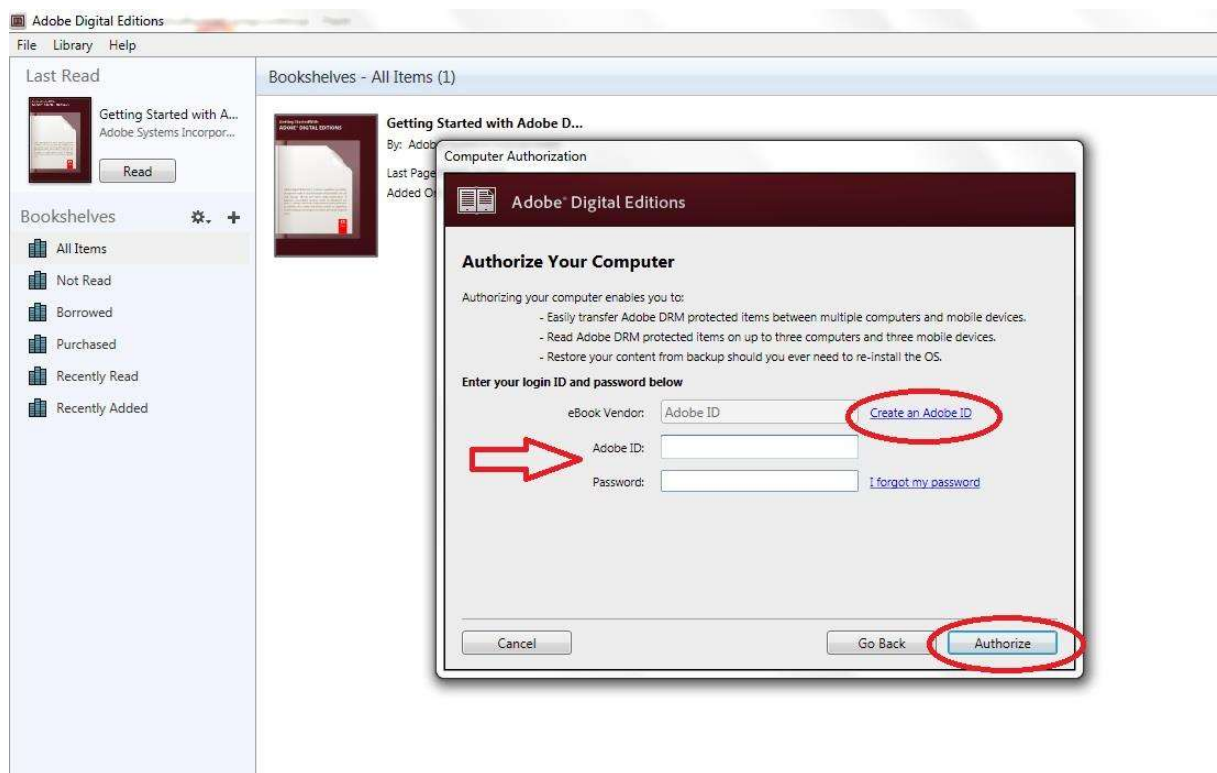 Adobe Digital Editions
File Library Help
Last Read
Getting Started with A...
Adobe Systems Incorpor...
Read
Bookshelves
All Items
Not Read
Borrowed
Purchased
Recently Read
Recently Added
Bookshelves - All Items (1)
Getting Started with Adobe D...
By: Adob
Last Page
Added O
Computer Authorization
Adobe® Digital Editions
Authorize Your Computer
Authorizing your computer enables you to:
- Easily transfer Adobe DRM protected items between multiple computers and mobile devices.
- Read Adobe DRM protected items on up to three computers and three mobile devices.
- Restore your content from backup should you ever need to re-install the OS.
Enter your login ID and password below
eBook Vendor: Adobe ID Create an Adobe ID
Adobe ID:
Password: I forgot my password
Cancel Go Back Authorize